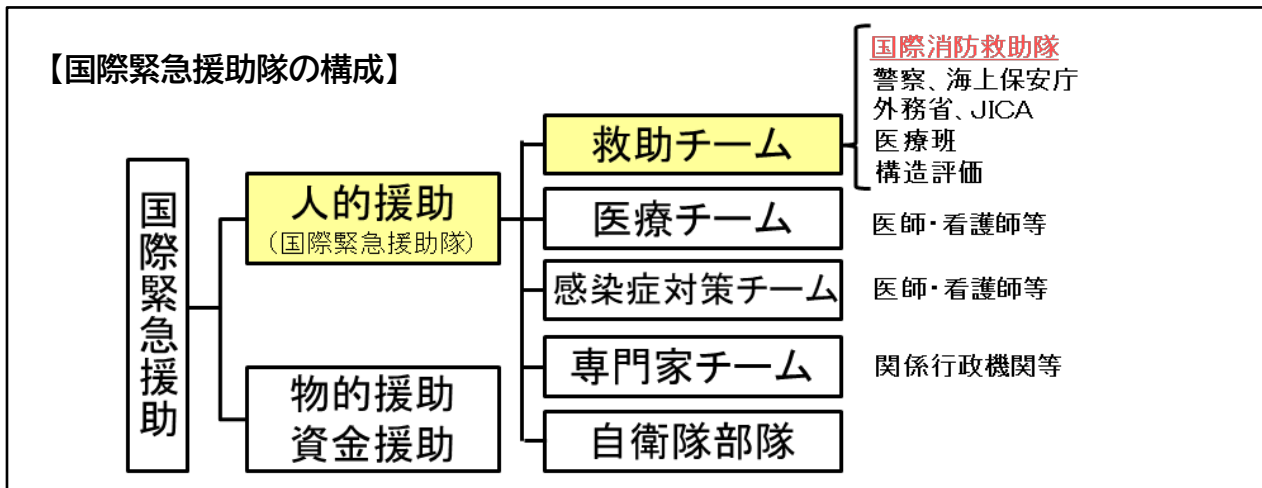 【国際緊急援助隊の構成】
国際緊急援助
人的援助
（国際緊急援助隊）
物的援助
資金援助
救助チーム
国際消防救助隊
警察、海上保安庁
外務省、JICA
医療班
構造評価
医療チーム
医師・看護師等
感染症対策チーム
医師・看護師等
専門家チーム
関係行政機関等
自衛隊部隊